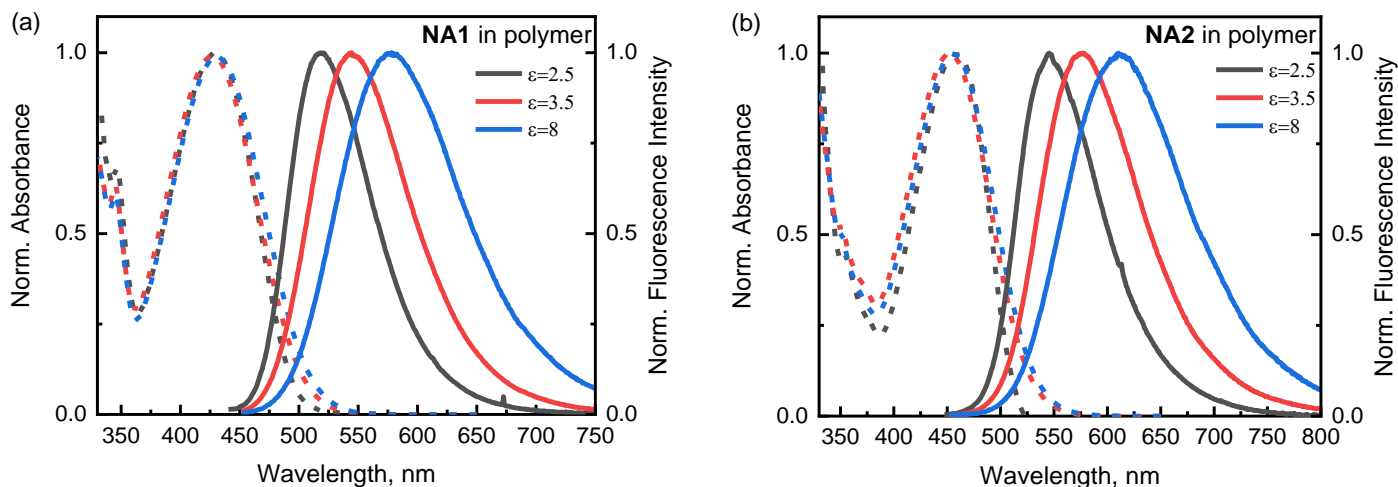 (a)
NA1 in polymer
ε=2.5
ε=3.5
ε=8
1.0
0.5
0.0
Norm. Absorbance
1.0
0.5
0.0
Norm. Fluorescence Intensity
350 400 450 500 550 600 650 700 750
Wavelength, nm
(b)
NA2 in polymer
ε=2.5
ε=3.5
ε=8
1.0
0.5
0.0
Norm. Absorbance
1.0
0.5
0.0
Norm. Fluorescence Intensity
350 400 450 500 550 600 650 700 750 800
Wavelength, nm